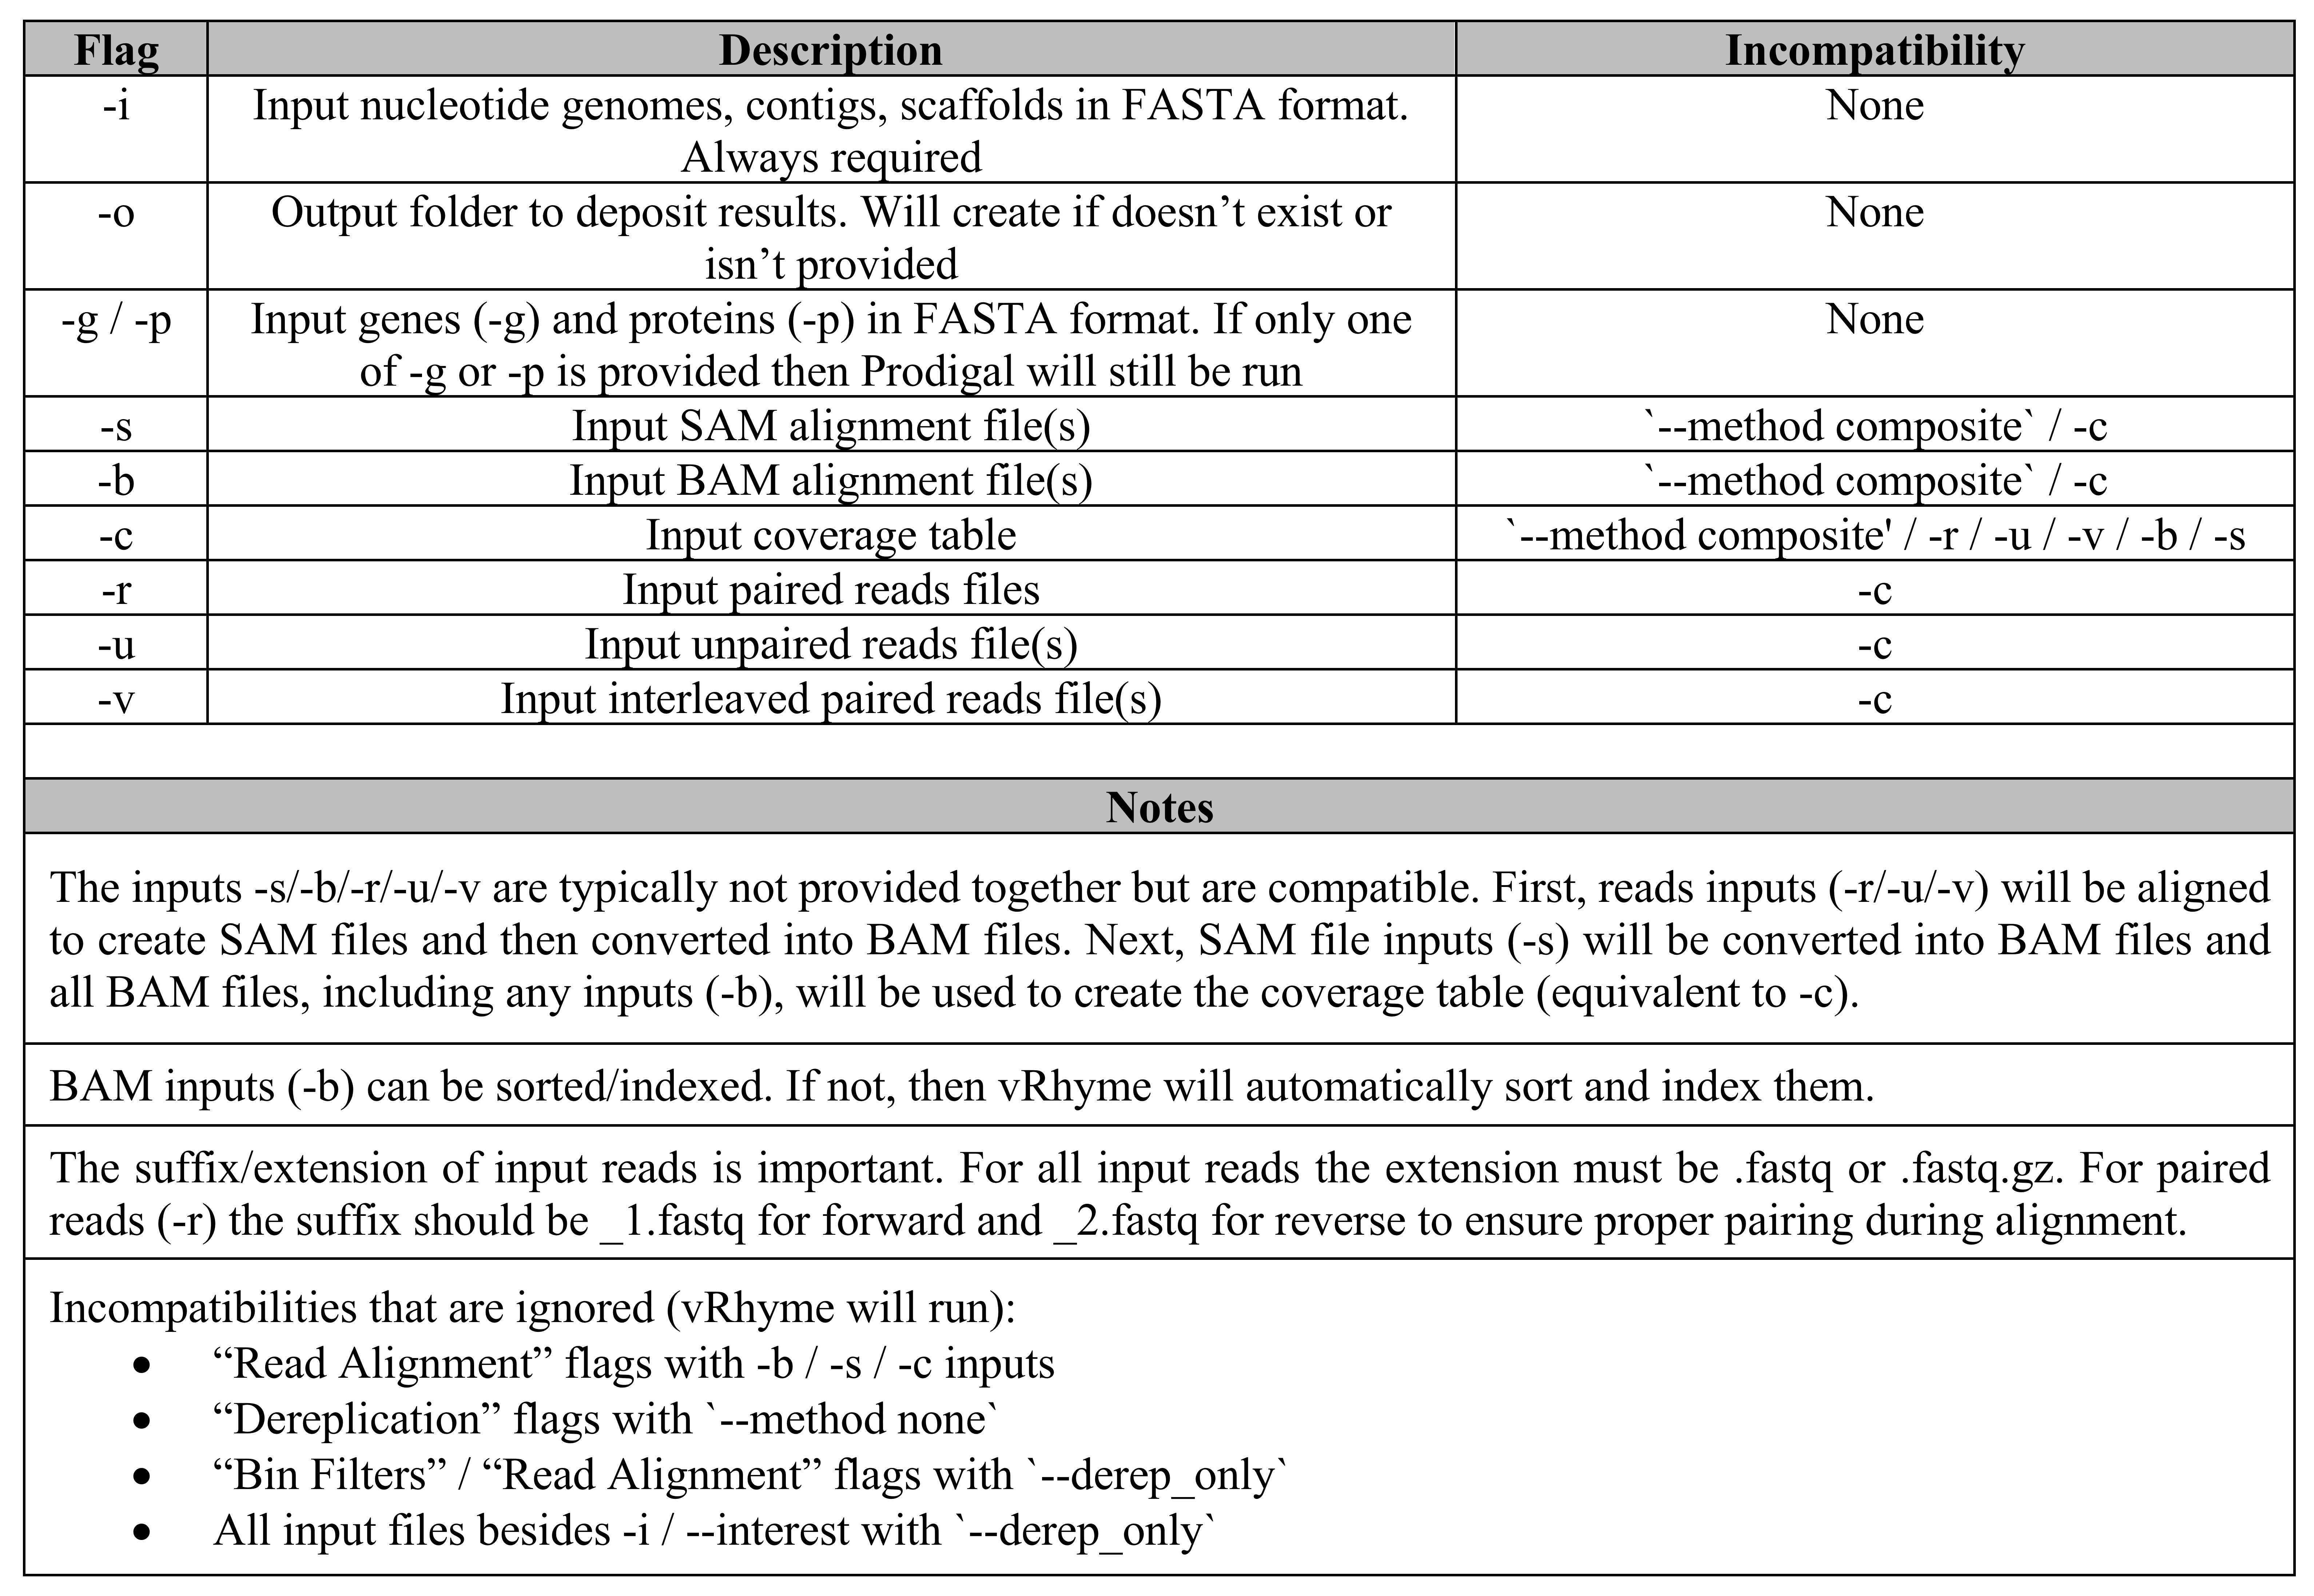 Flag Description Incompatibility
-i Input nucleotide genomes, contigs, scaffolds in FASTA format. None
Always required
-o Output folder to deposit results. Will create if doesn’t exist or None
isn’t provided
-g / -p Input genes (-g) and proteins (-p) in FASTA format. If only one None
of -g or -p is provided then Prodigal will still be run
-s Input SAM alignment file(s) `--method composite` / -c
-b Input BAM alignment file(s) `--method composite` / -c
-c Input coverage table `--method composite' / -r / -u / -v / -b / -s
-r Input paired reads files -c
-u Input unpaired reads file(s) -c
-v Input interleaved paired reads file(s) -c
Notes
The inputs -s/-b/-r/-u/-v are typically not provided together but are compatible. First, reads inputs (-r/-u/-v) will be aligned
to create SAM files and then converted into BAM files. Next, SAM file inputs (-s) will be converted into BAM files and
all BAM files, including any inputs (-b), will be used to create the coverage table (equivalent to -c).
BAM inputs (-b) can be sorted/indexed. If not, then vRhyme will automatically sort and index them.
The suffix/extension of input reads is important. For all input reads the extension must be .fastq or .fastq.gz. For paired
reads (-r) the suffix should be _1.fastq for forward and _2.fastq for reverse to ensure proper pairing during alignment.
Incompatibilities that are ignored (vRhyme will run):
• “Read Alignment” flags with -b / -s / -c inputs
• “Dereplication” flags with `--method none`
• “Bin Filters” / “Read Alignment” flags with `--derep_only`
• All input files besides -i / --interest with `--derep_only`